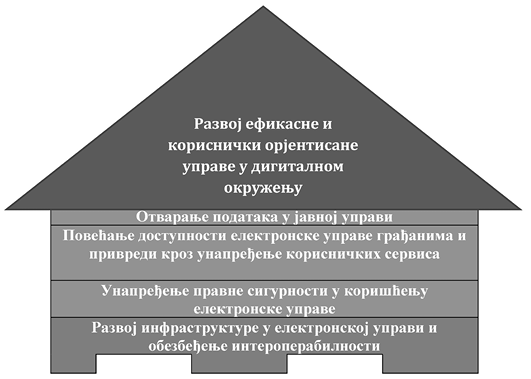 Развој ефикасне и
кориснички орјентисане
управе у дигиталном
окружењу
Отварање података у јавној управи
Повећање доступности електронске управе грађанима и
привреди кроз унапређење корисничких сервиса
Унапређење правне сигурности у коришћењу
електронске управе
Развој инфраструктуре у електронској управи и
обезбеђење интероперабилности